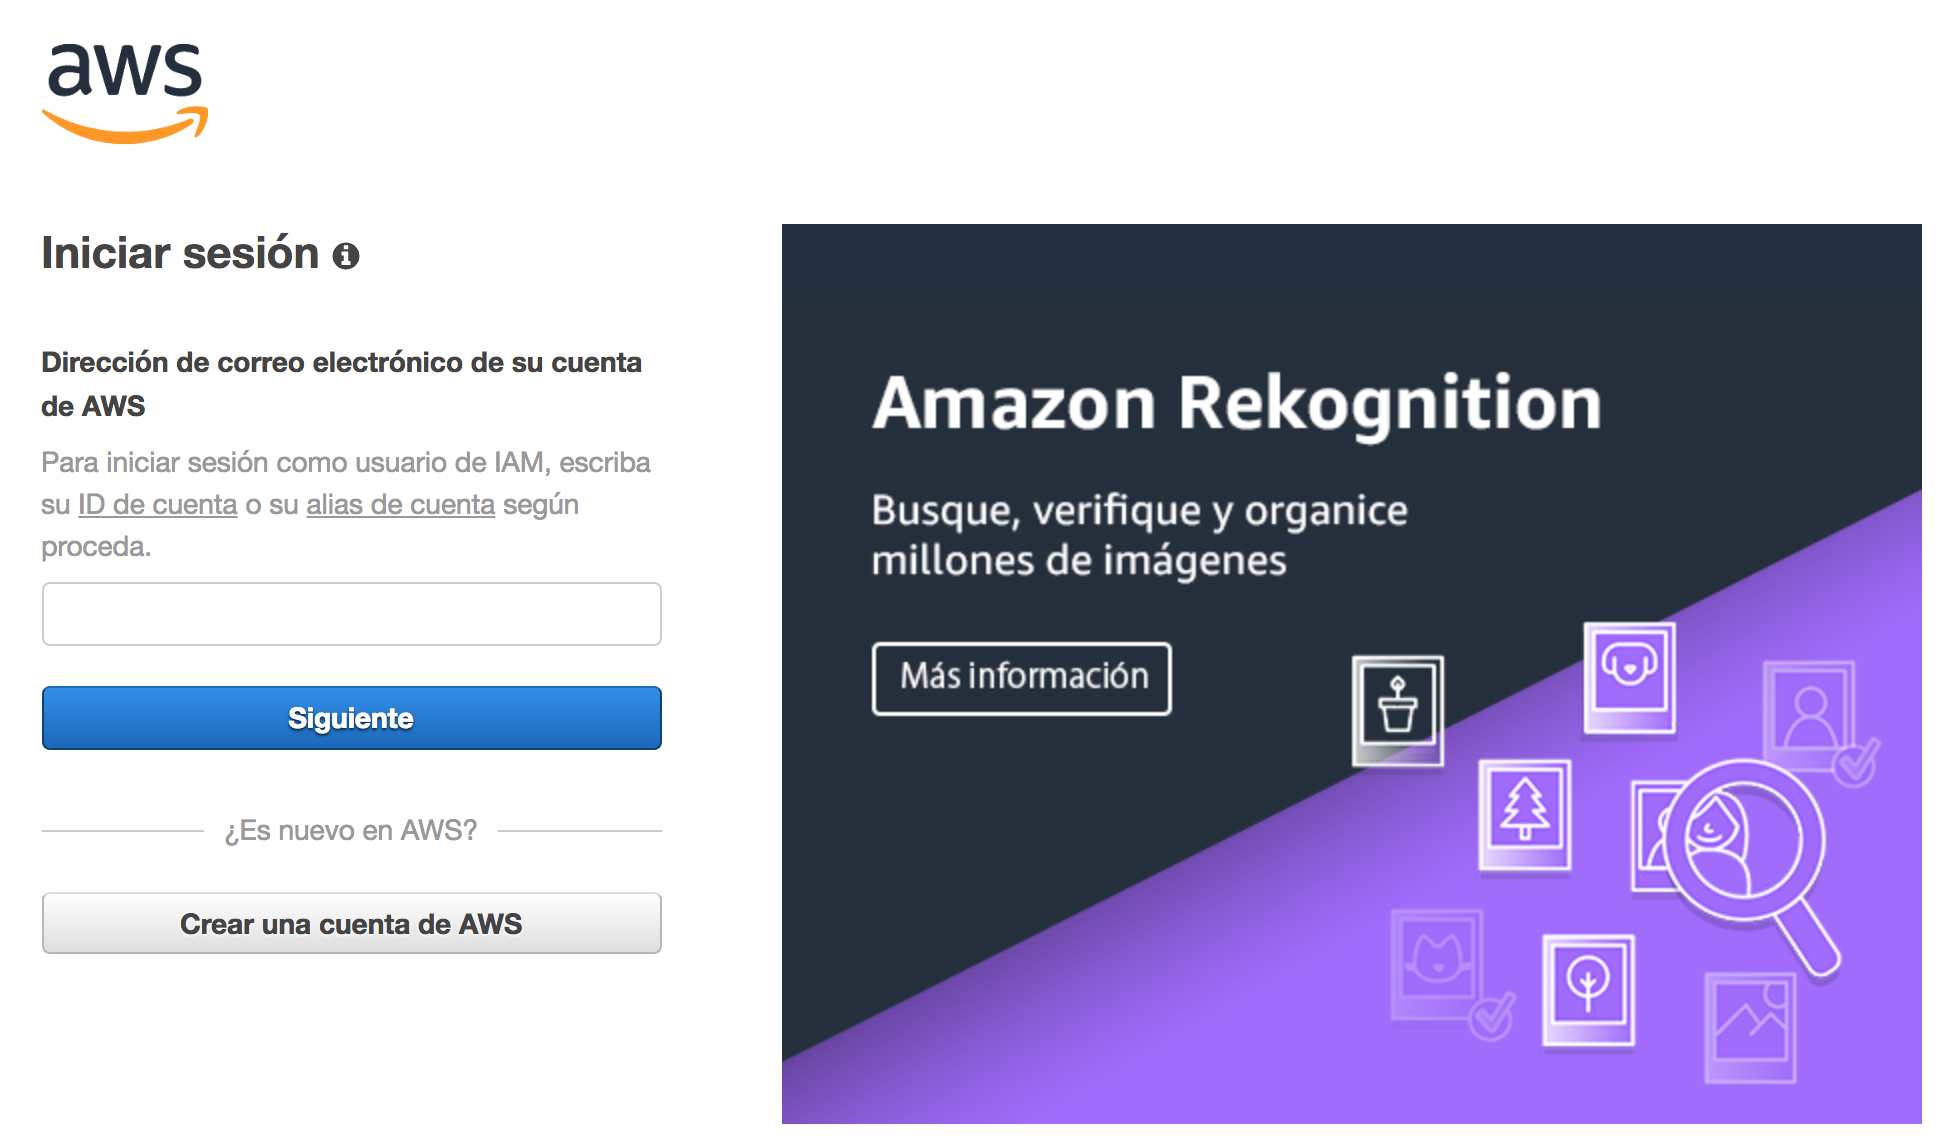 aws
Iniciar sesión
Dirección de correo electrónico de su cuenta
de AWS
Para iniciar sesión como usuario de IAM, escriba
su ID de cuenta o su alias de cuenta según
proceda.
Siguiente
¿Es nuevo en AWS?
Crear una cuenta de AWS
Amazon Rekognition
Busque, verifique y organice
millones de imágenes
Más información